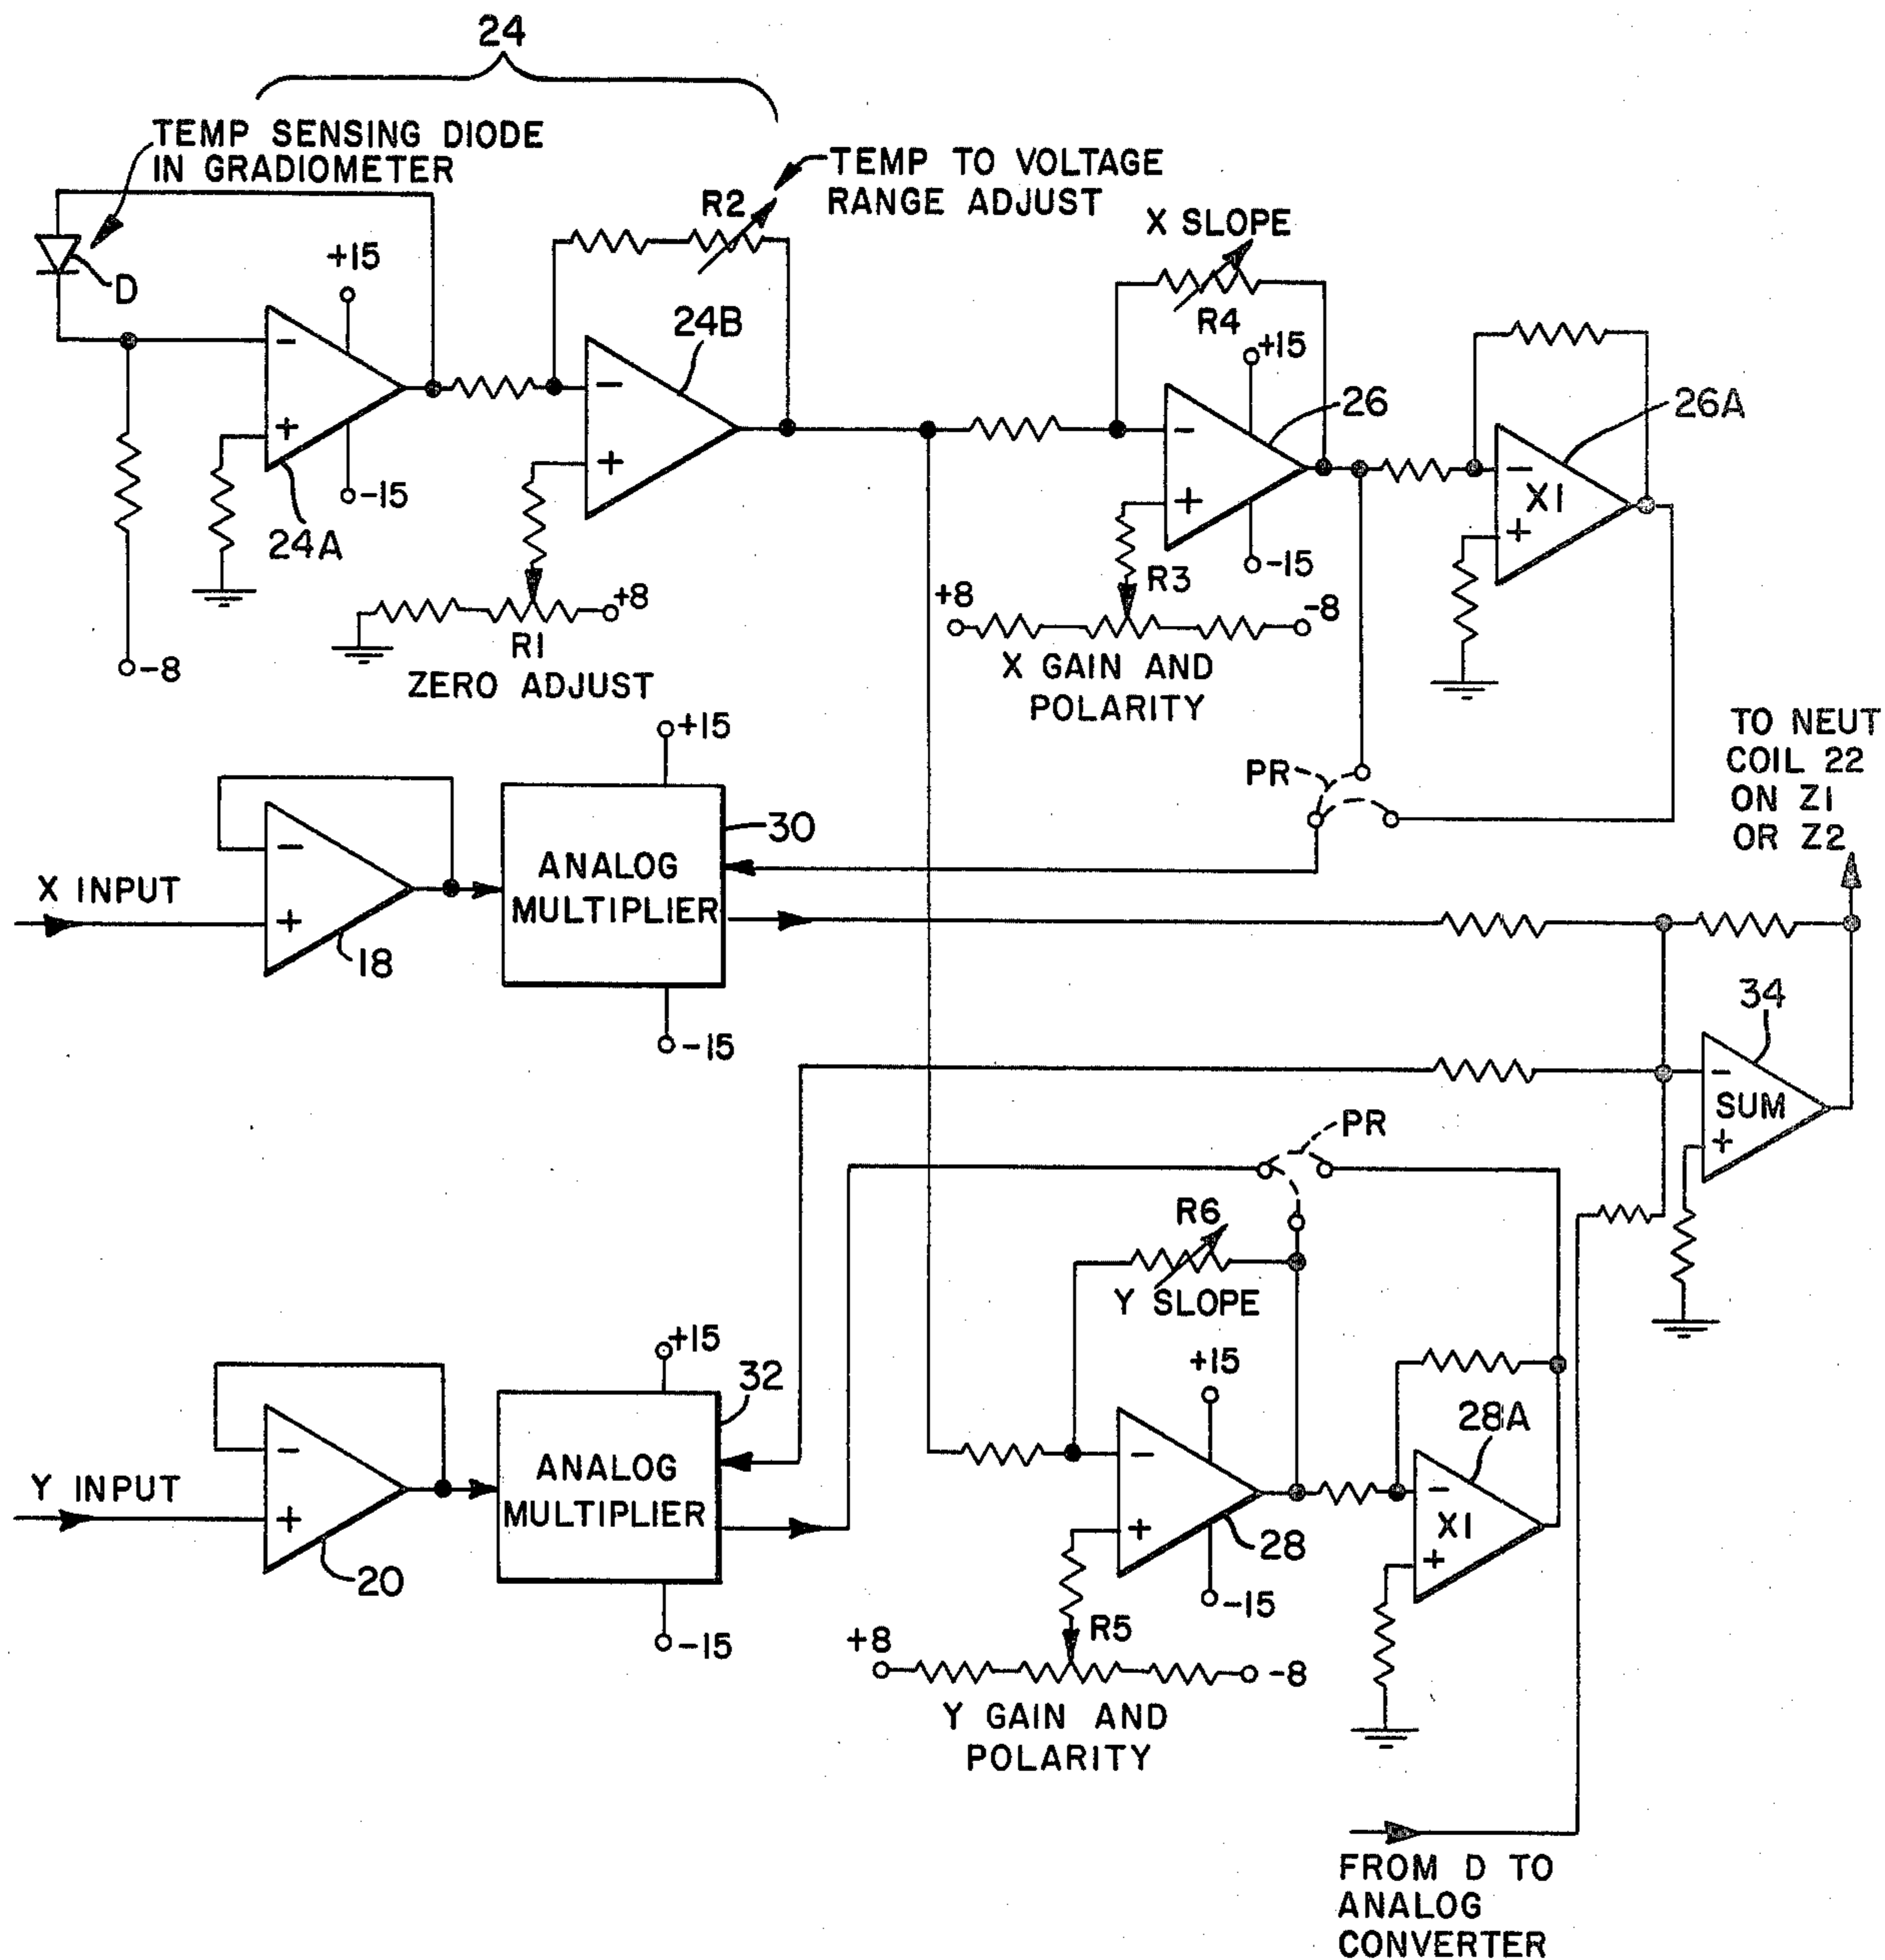 24
TEMP SENSING DIODE
IN GRADIOMETER
TEMP TO VOLTAGE
RANGE ADJUST
R2
X SLOPE
D
+15
24B
R4
+15
26
26A
-
+
-15
24A
-
+
-
+
-15
-
X1
+
R3
+8
-8
-8
R1
+8
ZERO ADJUST
X GAIN AND
POLARITY
+15
TO NEUT
COIL 22
ON Z1
OR Z2
PR
30
ANALOG
MULTIPLIER
X INPUT
-
+
18
-15
34
-
SUM
+
PR
R6
Y SLOPE
+15
32
+15
28A
ANALOG
MULTIPLIER
Y INPUT
-
+
20
-15
-
+
28
-15
-
X1
+
R5
+8
-8
Y GAIN AND
POLARITY
FROM D TO
ANALOG
CONVERTER